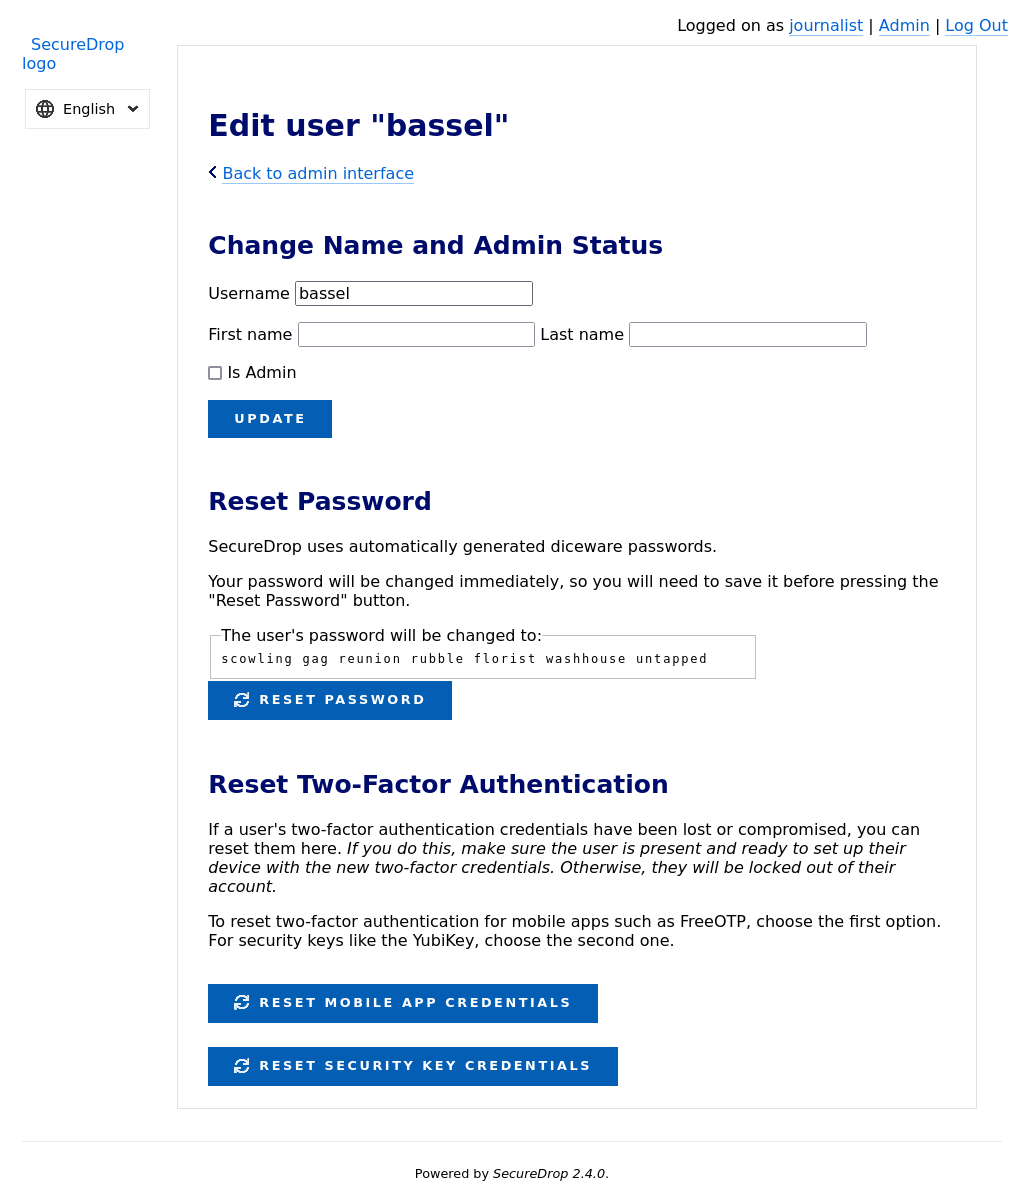 Logged on as journalist | Admin | Log Out
SecureDrop
logo
English
Edit user "bassel"
Back to admin interface
Change Name and Admin Status
Username bassel
First name Last name
Is Admin
UPDATE
Reset Password
SecureDrop uses automatically generated diceware passwords.
Your password will be changed immediately, so you will need to save it before pressing the
"Reset Password" button.
The user's password will be changed to:
scowling gag reunion rubble florist washhouse untapped
RESET PASSWORD
Reset Two-Factor Authentication
If a user's two-factor authentication credentials have been lost or compromised, you can
reset them here. If you do this, make sure the user is present and ready to set up their
device with the new two-factor credentials. Otherwise, they will be locked out of their
account.
To reset two-factor authentication for mobile apps such as FreeOTP, choose the first option.
For security keys like the YubiKey, choose the second one.
RESET MOBILE APP CREDENTIALS
RESET SECURITY KEY CREDENTIALS
Powered by SecureDrop 2.4.0.